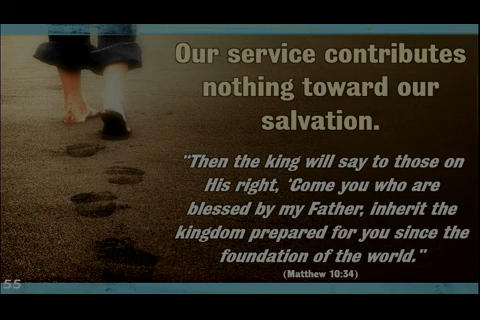 Our service contributes
nothing toward our
salvation.
"Then the king will say to those on
His right, 'Come you who are
blessed by my Father, inherit the
kingdom prepared for you since the
foundation of the world."
(Matthew 10:34)
55